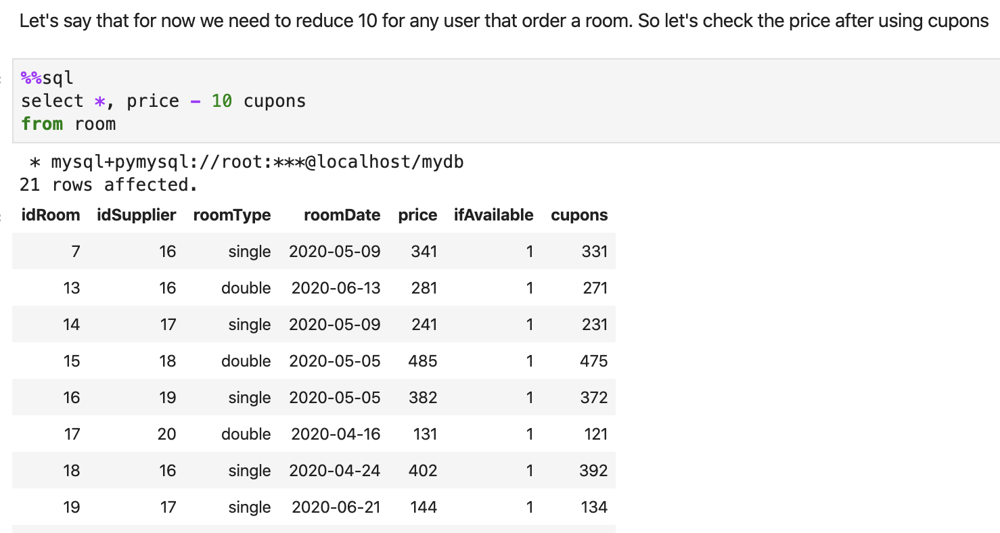 Let's say that for now we need to reduce 10 for any user that order a room. So let's check the price after using cupons
%%sql
select *, price - 10 cupons
from room
* mysql+pymysql://root:***@localhost/mydb
21 rows affected.
idRoom idSupplier roomType roomDate price ifAvailable cupons
7 16 single 2020-05-09 341 1 331
13 16 double 2020-06-13 281 1 271
14 17 single 2020-05-09 241 1 231
15 18 double 2020-05-05 485 1 475
16 19 single 2020-05-05 382 1 372
17 20 double 2020-04-16 131 1 121
18 16 single 2020-04-24 402 1 392
19 17 single 2020-06-21 144 1 134